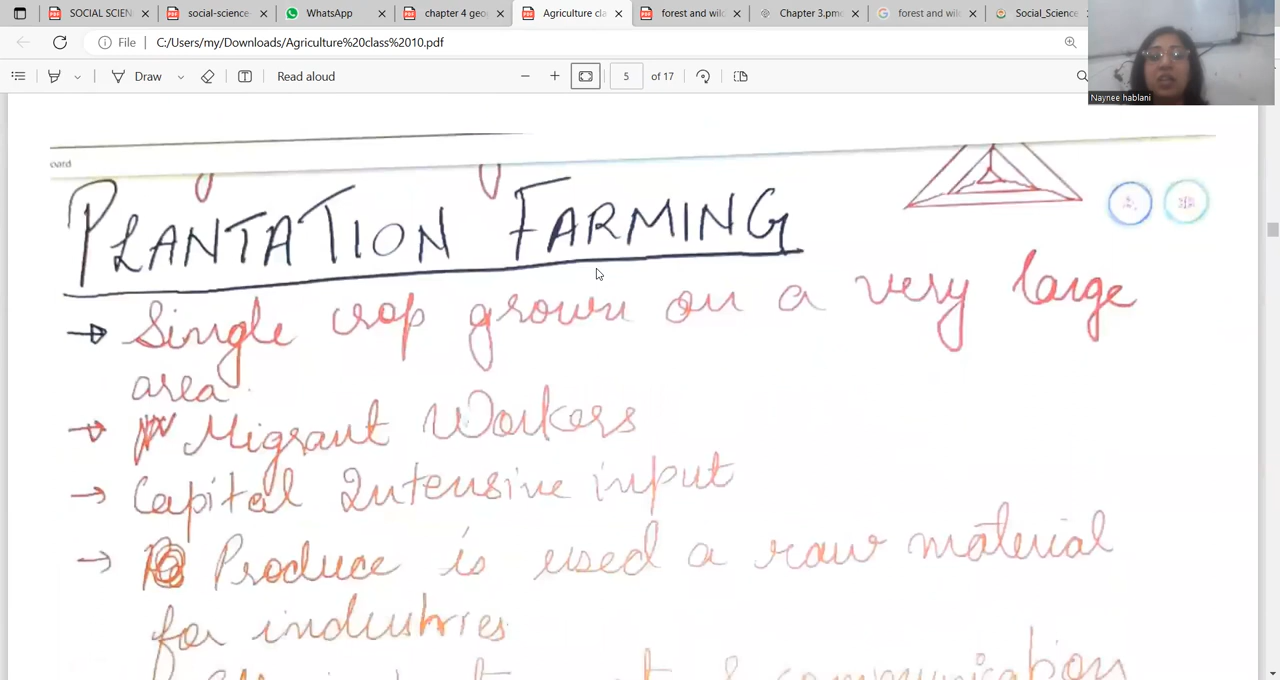 SOCIAL SCIEN
social-science
WhatsApp
chapter 4 geo
Agriculture cla
forest and wil
Chapter 3.pm
forest and wil
Social_Science
File
C:/Users/my/Downloads/Agriculture%20class%2010.pdf
Draw
Read aloud
5
of 17
Naynee hablani
oard
PLANTATION FARMING
→ Single crop grown on a very large
area.
→ Migrant Workers
→ Capital Intensive input
→ Produce is used a raw material
for industries
communication